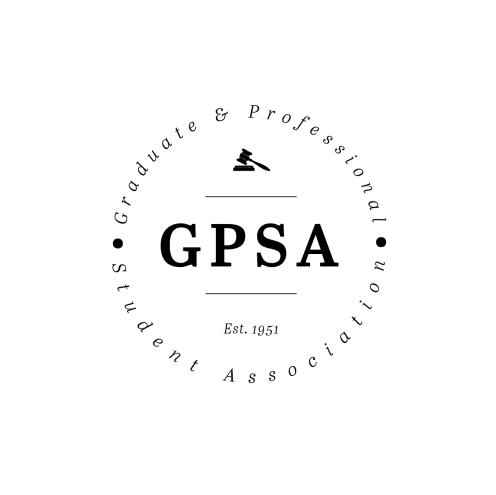 Graduate & Professional
GPSA
Est. 1951
Student Association